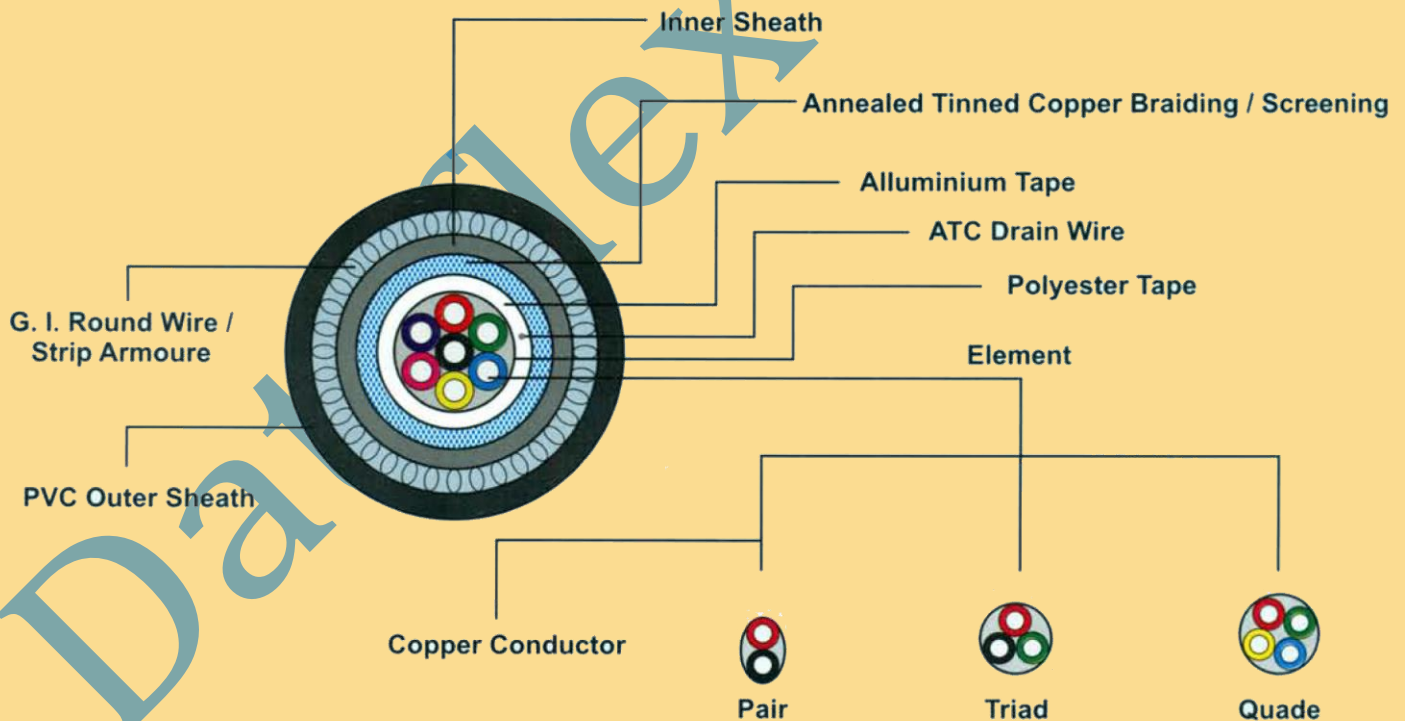 Inner Sheath
Annealed Tinned Copper Braiding / Screening
Alluminium Tape
ATC Drain Wire
Polyester Tape
G. I. Round Wire /
Strip Armoure
Element
PVC Outer Sheath
Copper Conductor
Pair
Triad
Quade